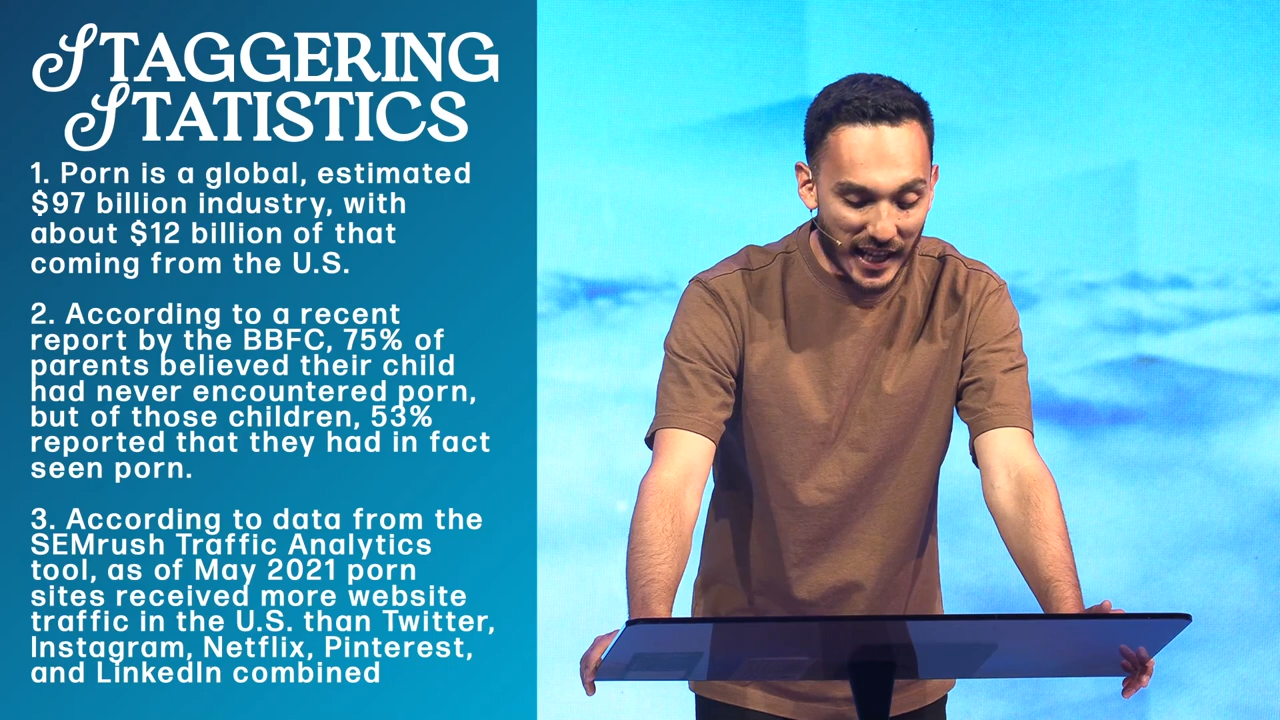 STAGGERING
STATISTICS
1. Porn is a global, estimated
$97 billion industry, with
about $12 billion of that
coming from the U.S.
2. According to a recent
report by the BBFC, 75% of
parents believed their child
had never encountered porn,
but of those children, 53%
reported that they had in fact
seen porn.
3. According to data from the
SEMrush Traffic Analytics
tool, as of May 2021 porn
sites received more website
traffic in the U.S. than Twitter,
Instagram, Netflix, Pinterest,
and LinkedIn combined